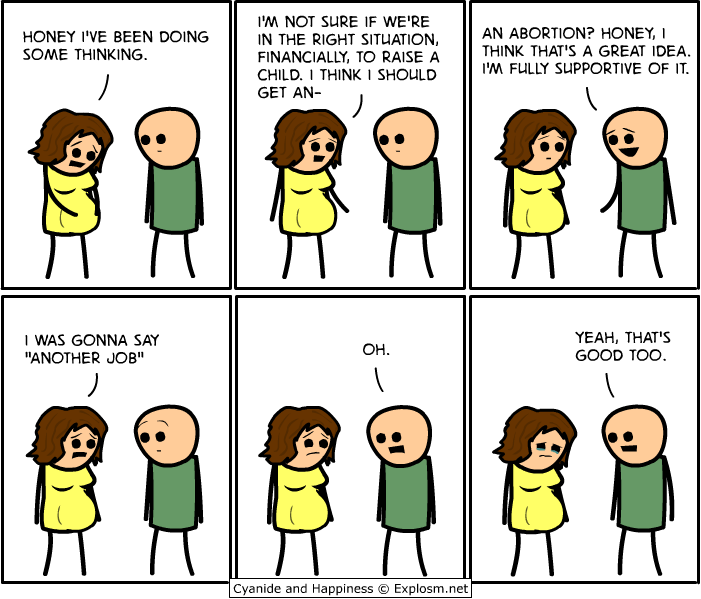 HONEY I'VE BEEN DOING
SOME THINKING.
I'M NOT SURE IF WE'RE
IN THE RIGHT SITUATION,
FINANCIALLY, TO RAISE A
CHILD. I THINK I SHOULD
GET AN-
AN ABORTION? HONEY, I
THINK THAT'S A GREAT IDEA.
I'M FULLY SUPPORTIVE OF IT.
I WAS GONNA SAY
"ANOTHER JOB"
OH.
YEAH, THAT'S
GOOD TOO.
Cyanide and Happiness © Explosm.net